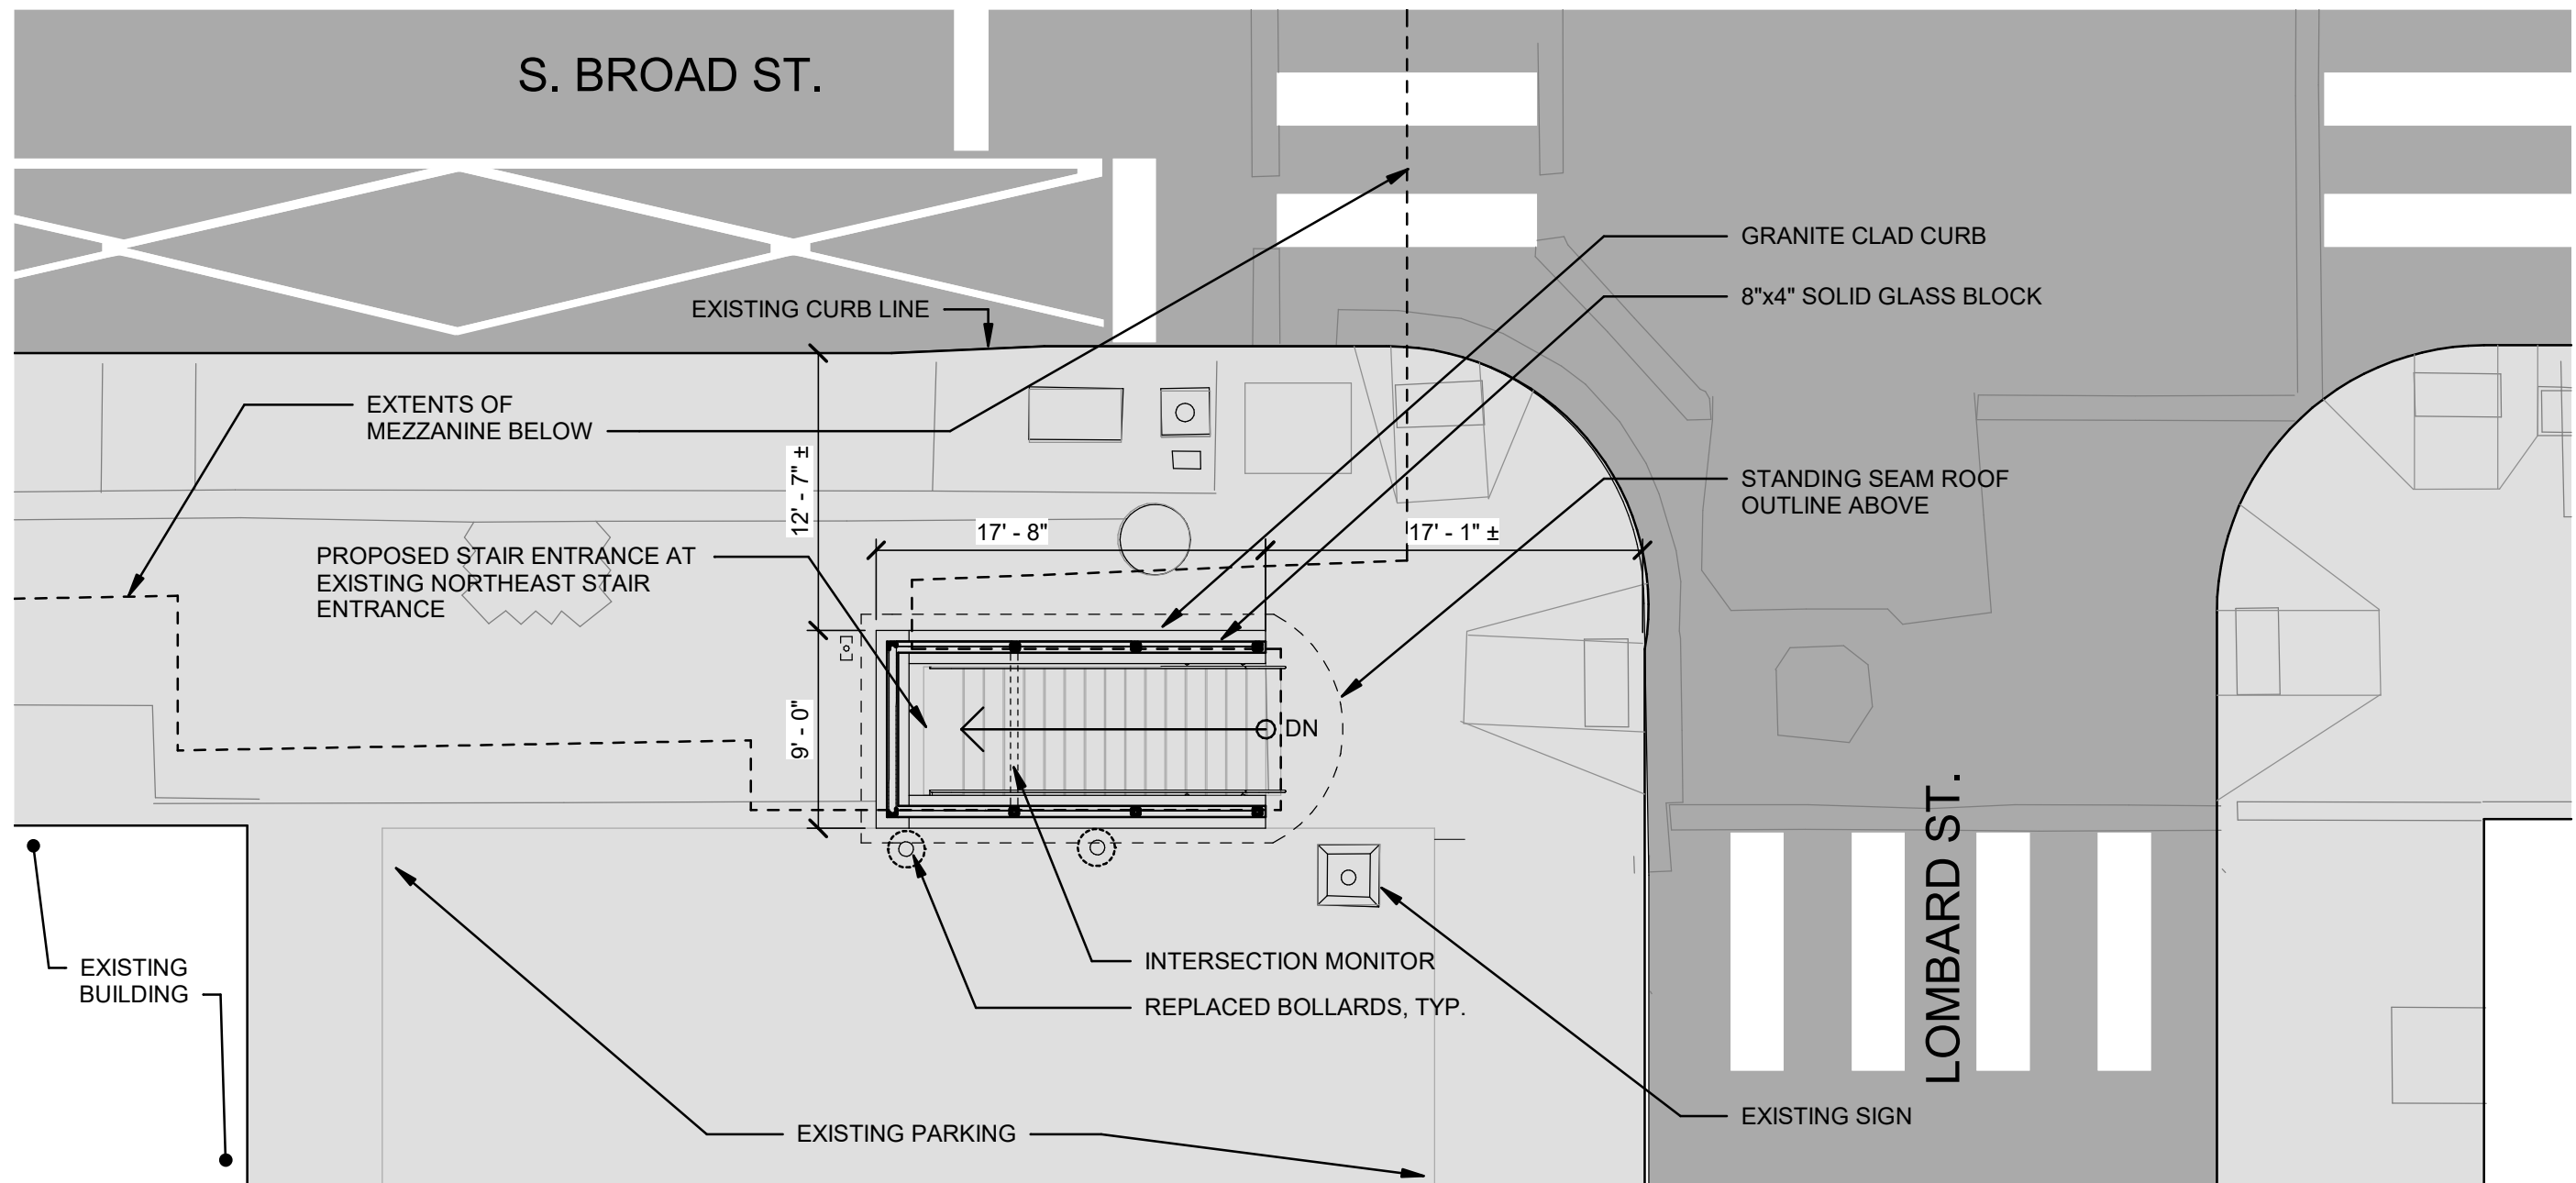 S. BROAD ST.
GRANITE CLAD CURB
8"x4" SOLID GLASS BLOCK
EXISTING CURB LINE
EXTENTS OF
MEZZANINE BELOW
12' - 7" ±
STANDING SEAM ROOF
OUTLINE ABOVE
17' - 8"
17' - 1" ±
PROPOSED STAIR ENTRANCE AT
EXISTING NORTHEAST STAIR
ENTRANCE
9' - 0"
DN
LOMBARD ST.
INTERSECTION MONITOR
REPLACED BOLLARDS, TYP.
EXISTING
BUILDING
EXISTING PARKING
EXISTING SIGN